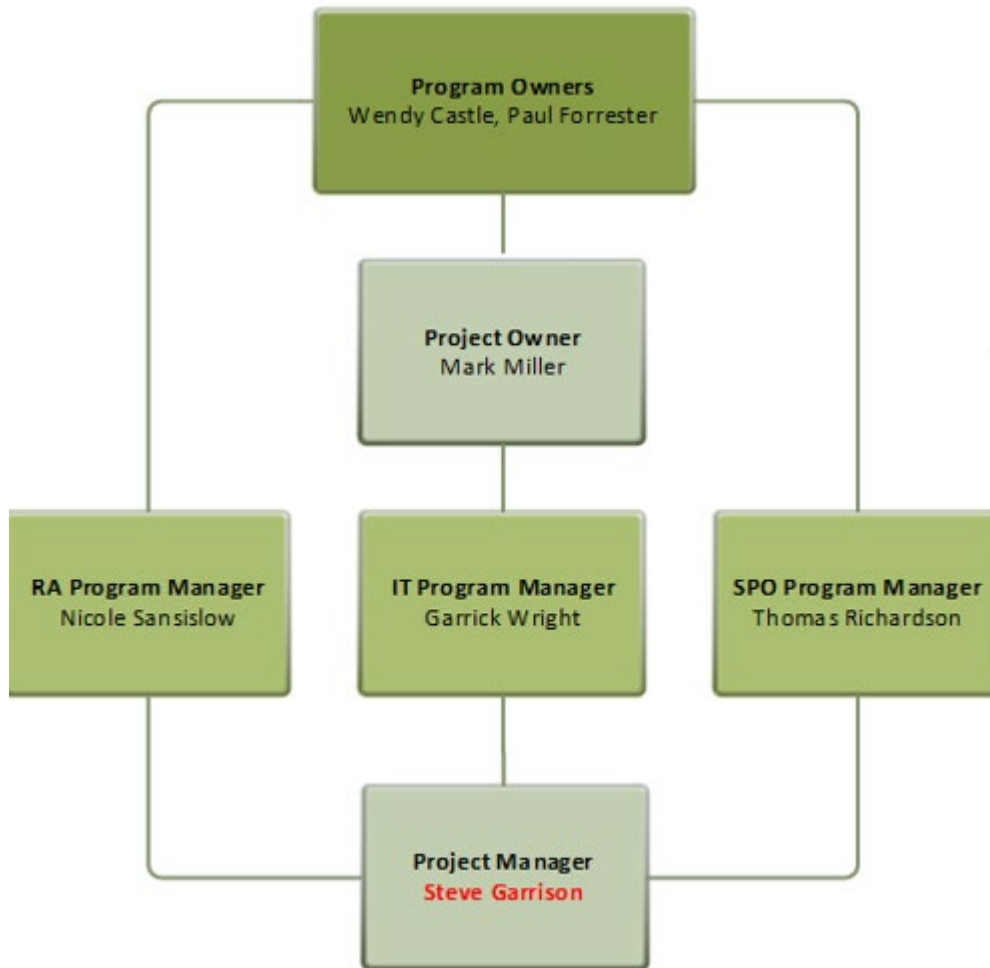 Program Owners
Wendy Castle, Paul Forrester
Project Owner
Mark Miller
RA Program Manager
Nicole Sansislow
IT Program Manager
Garrick Wright
SPO Program Manager
Thomas Richardson
Project Manager
Steve Garrison